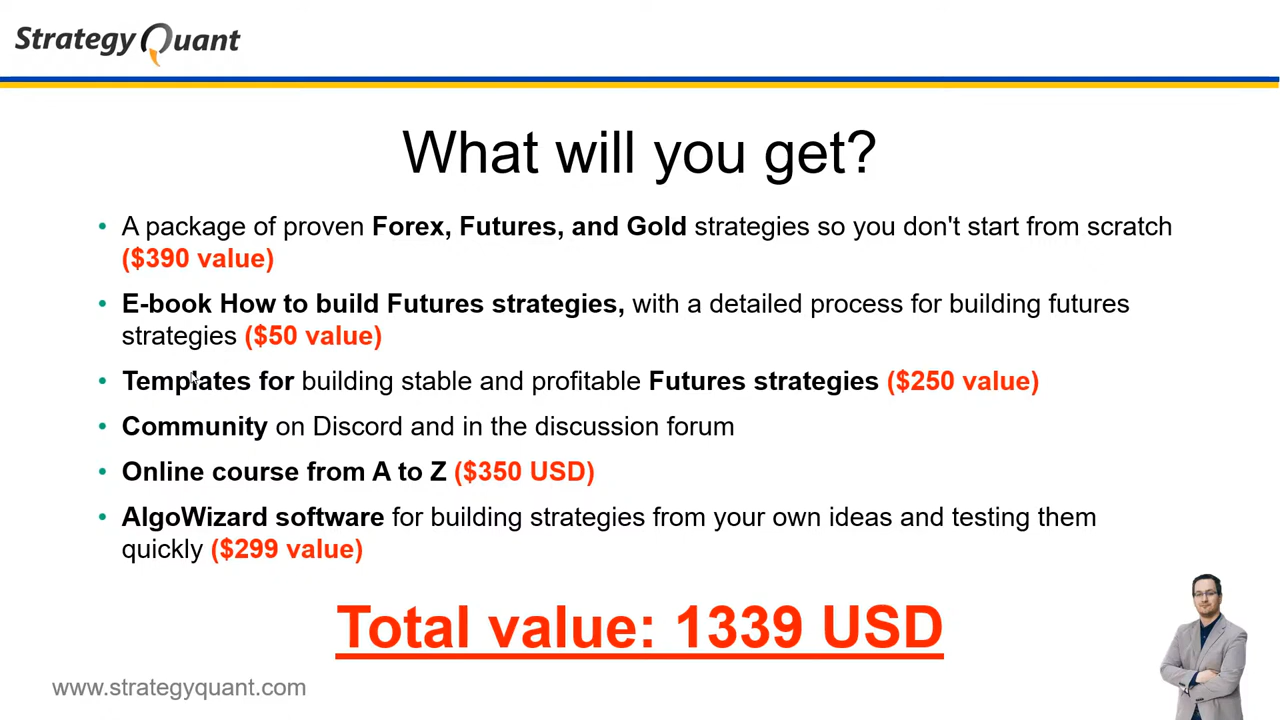 Strategy Quant
What will you get?
• A package of proven Forex, Futures, and Gold strategies so you don't start from scratch
($390 value)
• E-book How to build Futures strategies, with a detailed process for building futures
strategies ($50 value)
• Templates for building stable and profitable Futures strategies ($250 value)
• Community on Discord and in the discussion forum
• Online course from A to Z ($350 USD)
• AlgoWizard software for building strategies from your own ideas and testing them
quickly ($299 value)
Total value: 1339 USD
www.strategyquant.com